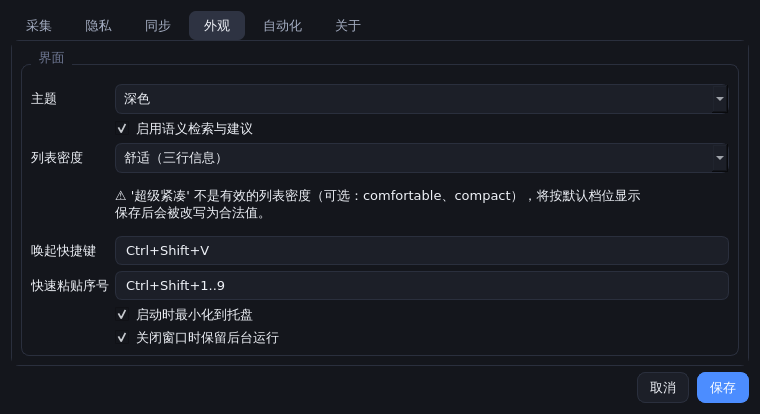 采集
隐私
同步
外观
自动化
关于
界面
主题
深色
启用语义检索与建议
列表密度
舒适（三行信息）
⚠ '超级紧凑' 不是有效的列表密度（可选：comfortable、compact），将按默认档位显示
保存后会被改写为合法值。
唤起快捷键
Ctrl+Shift+V
快速粘贴序号
Ctrl+Shift+1..9
启动时最小化到托盘
关闭窗口时保留后台运行
取消
保存